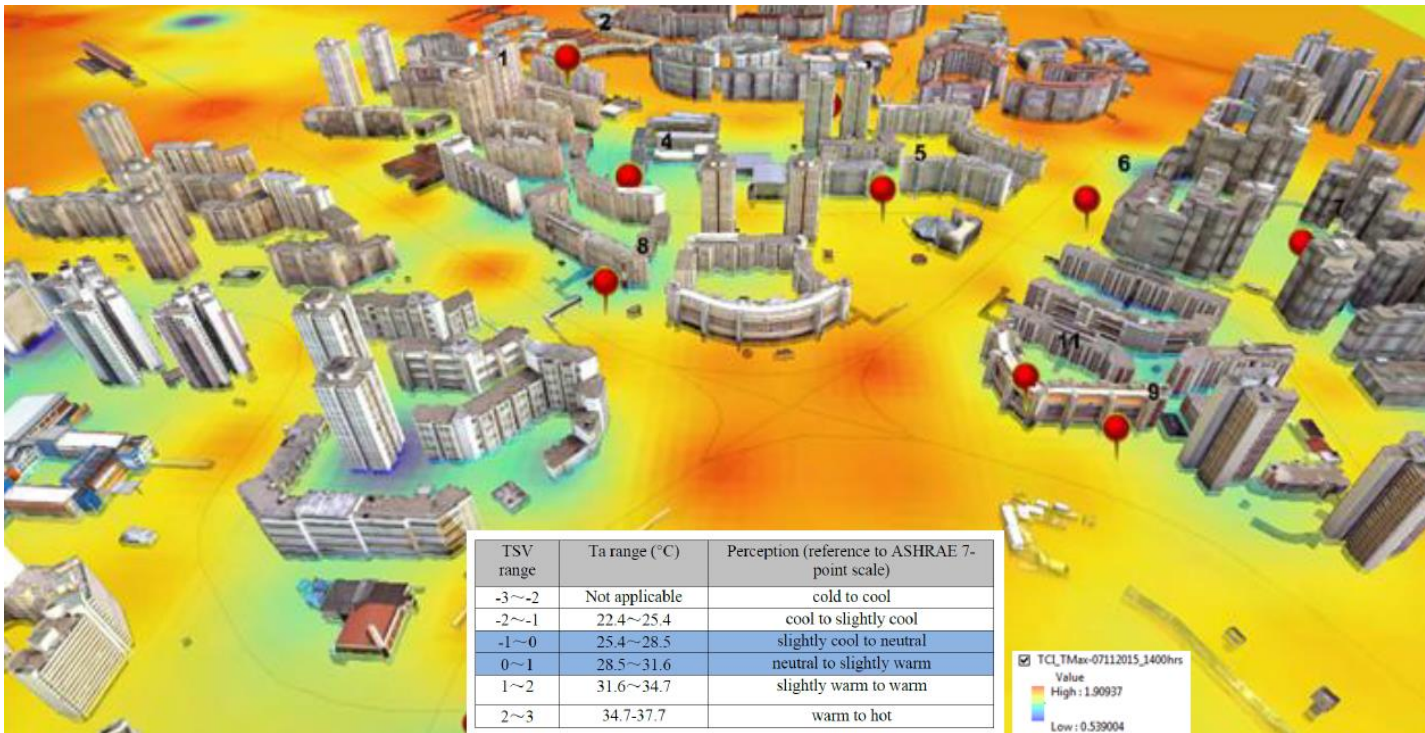 2
1
4
5
6
7
8
11
9
TSV range
Ta range (°C)
Perception (reference to ASHRAE 7-point scale)
-3~-2 Not applicable cold to cool
-2~-1 22.4~25.4 cool to slightly cool
-1~0 25.4~28.5 slightly cool to neutral
0~1 28.5~31.6 neutral to slightly warm
1~2 31.6~34.7 slightly warm to warm
2~3 34.7-37.7 warm to hot
TCI_TMax-07112015_1400hrs
Value
High : 1.90937
Low : 0.539004